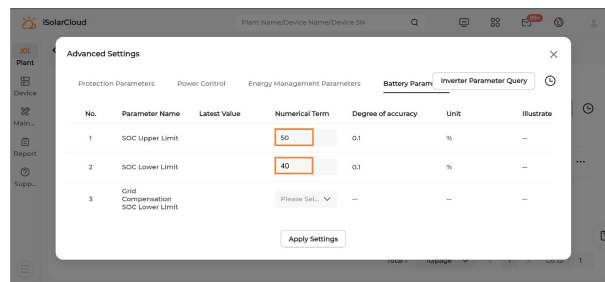 iSolarCloud
Plant Name/Device Name/Device SN
99+
Plant
Device
Main...
Report
Supp...
Advanced Settings
Protection Parameters Power Control Energy Management Parameters Battery Param Inverter Parameter Query
No. Parameter Name Latest Value Numerical Term Degree of accuracy Unit Illustrate
1 SOC Upper Limit 50 0.1 % --
2 SOC Lower Limit 40 0.1 % --
3 Grid Compensation SOC Lower Limit Please Sel... -- -- --
Apply Settings
Total 1 10/page 1 Go to 1